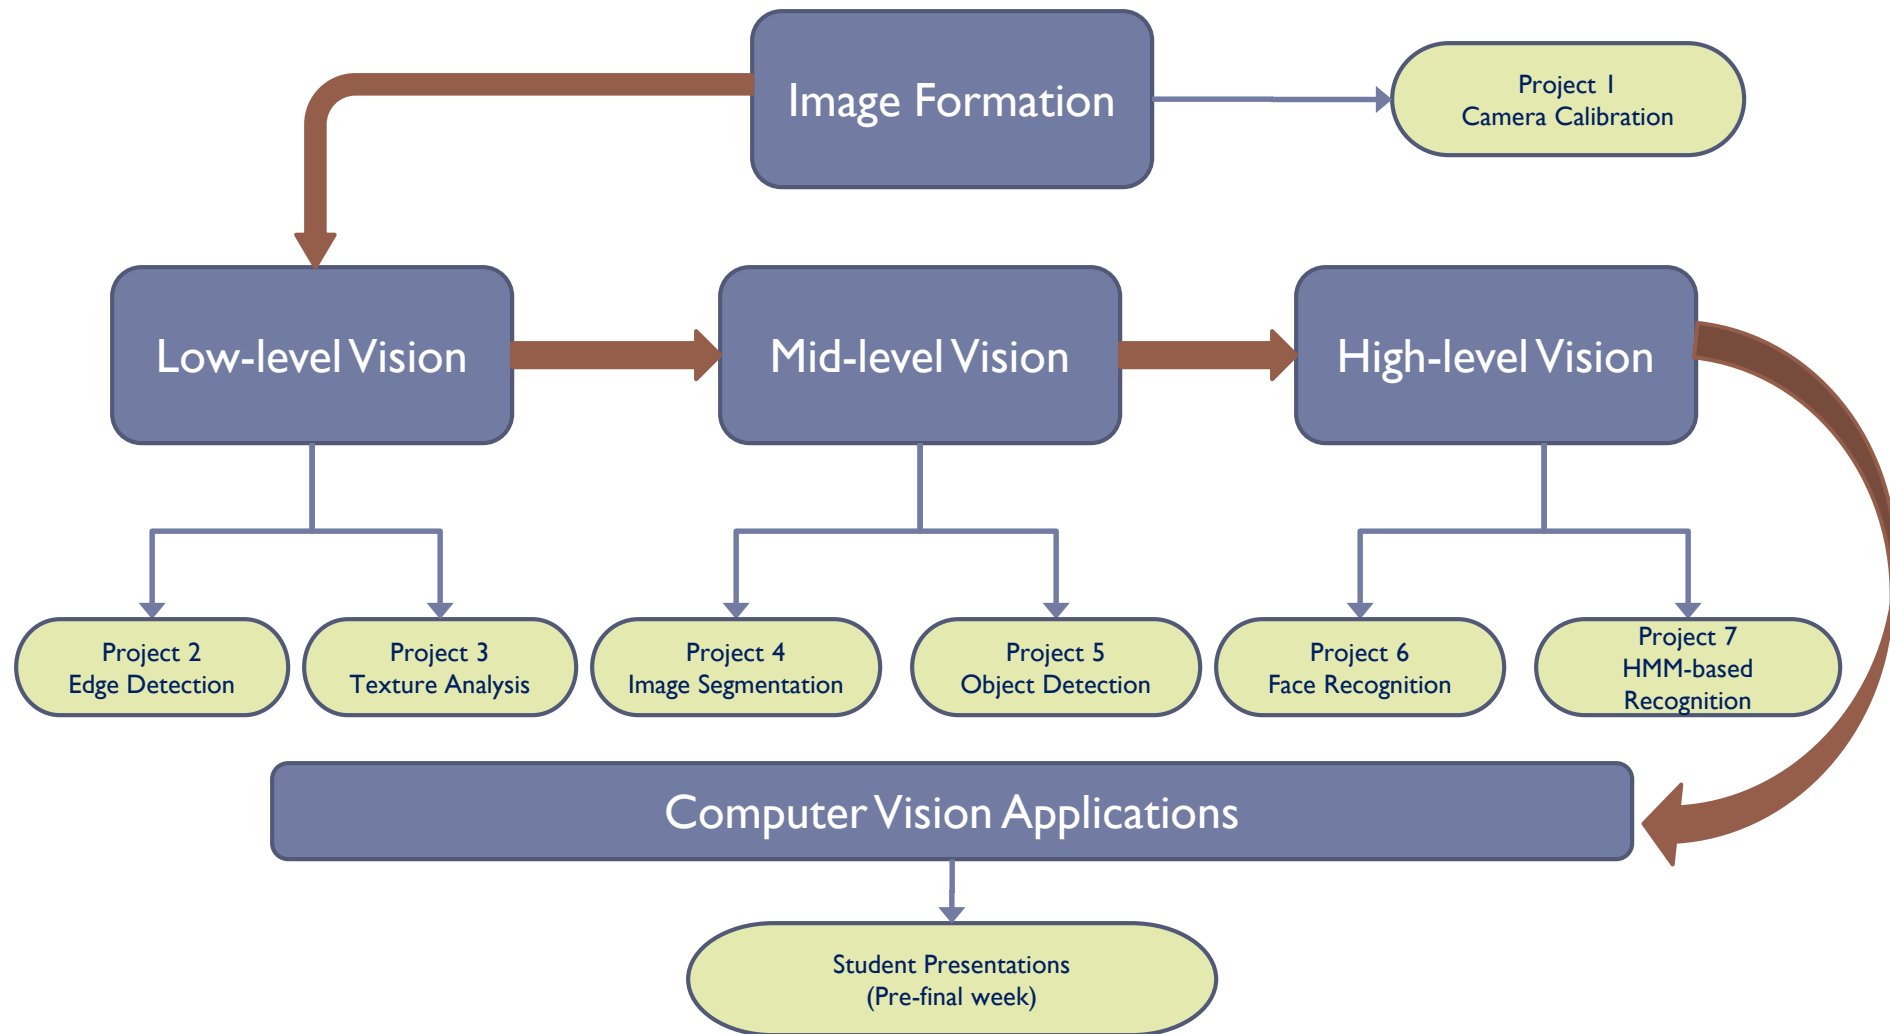 Image Formation
Project 1
Camera Calibration
Low-level Vision
Mid-level Vision
High-level Vision
Project 2
Edge Detection
Project 3
Texture Analysis
Project 4
Image Segmentation
Project 5
Object Detection
Project 6
Face Recognition
Project 7
HMM-based
Recognition
Computer Vision Applications
Student Presentations
(Pre-final week)